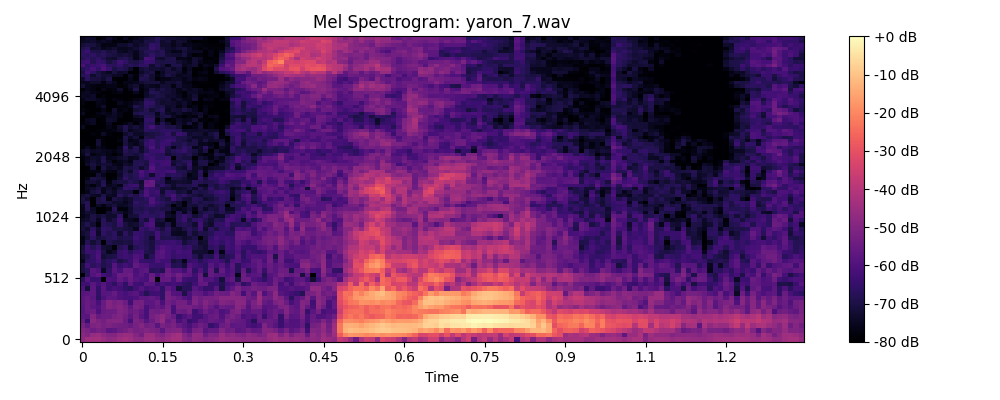 Mel Spectrogram: yaron_7.wav
+0 dB
-10 dB
4096
-20 dB
-30 dB
2048
Hz
-40 dB
1024
-50 dB
512
-60 dB
-70 dB
0
-80 dB
0 0.15 0.3 0.45 0.6 0.75 0.9 1.1 1.2
Time